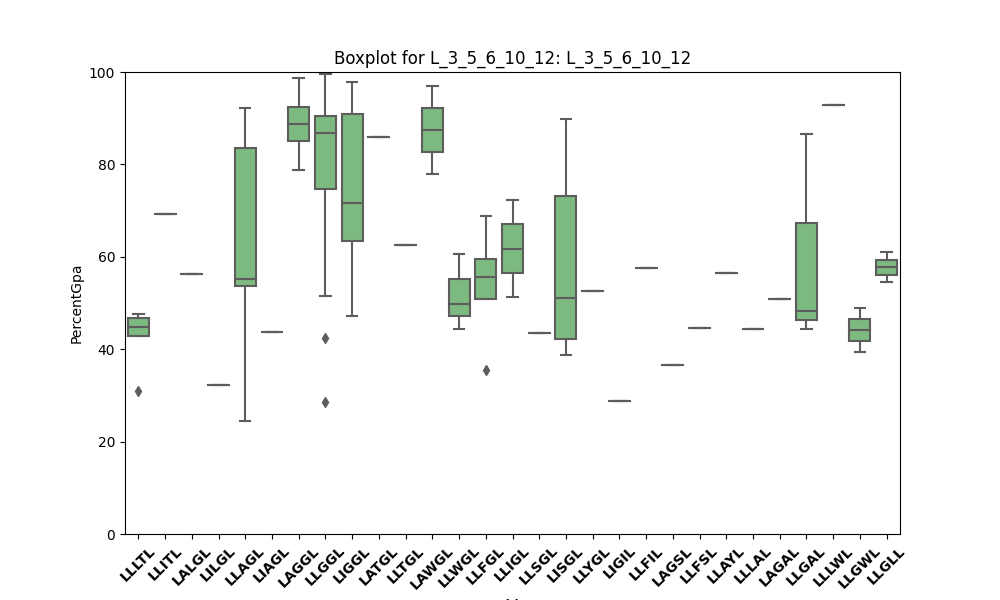 Boxplot for L_3_5_6_10_12: L_3_5_6_10_12
PercentGpa
100
80
60
40
20
0
LLLTL
LLITL
LALGL
LILGL
LLAGL
LIAGL
LAGGL
LLGGL
LIGGL
LATGL
LLTGL
LAWGL
LLWGL
LLFGL
LLIGL
LLSGL
LISGL
LLYGL
LIGIL
LLFIL
LAGSL
LLFSL
LLAYL
LLLAL
LAGAL
LLGAL
LLLWL
LLGWL
LLGLL